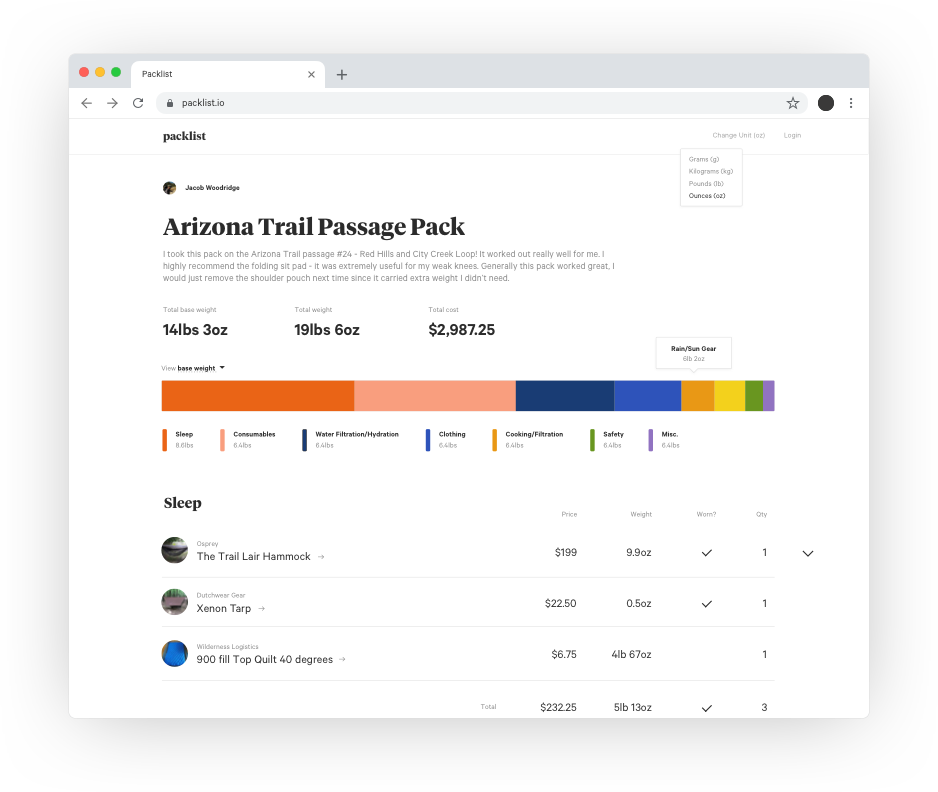 Packlist
packlist.io
packlist
Change Unit (oz)
Login
Grams (g)
Kilograms (kg)
Pounds (lb)
Ounces (oz)
Jacob Woodridge
Arizona Trail Passage Pack
I took this pack on the Arizona Trail passage #24 - Red Hills and City Creek Loop! It worked out really well for me. I
highly recommend the folding sit pad - it was extremely useful for my weak knees. Generally this pack worked great, I
would just remove the shoulder pouch next time since it carried extra weight I didn't need.
Total base weight
14lbs 3oz
Total weight
19lbs 6oz
Total cost
$2,987.25
Rain/Sun Gear
6lb 2oz
View base weight
Sleep
6.6lbs
Consumables
6.4lbs
Water Filtration/Hydration
6.4lbs
Clothing
6.4lbs
Cooking/Filtration
6.4lbs
Safety
6.4lbs
Misc.
6.4lbs
Sleep
Price Weight Worn? Qty
Osprey
The Trail Lair Hammock → $199 9.9oz 1
Dutchwear Gear
Xenon Tarp → $22.50 0.5oz 1
Wilderness Logistics
900 fill Top Quilt 40 degrees → $6.75 4lb 67oz 1
Total $232.25 5lb 13oz 3